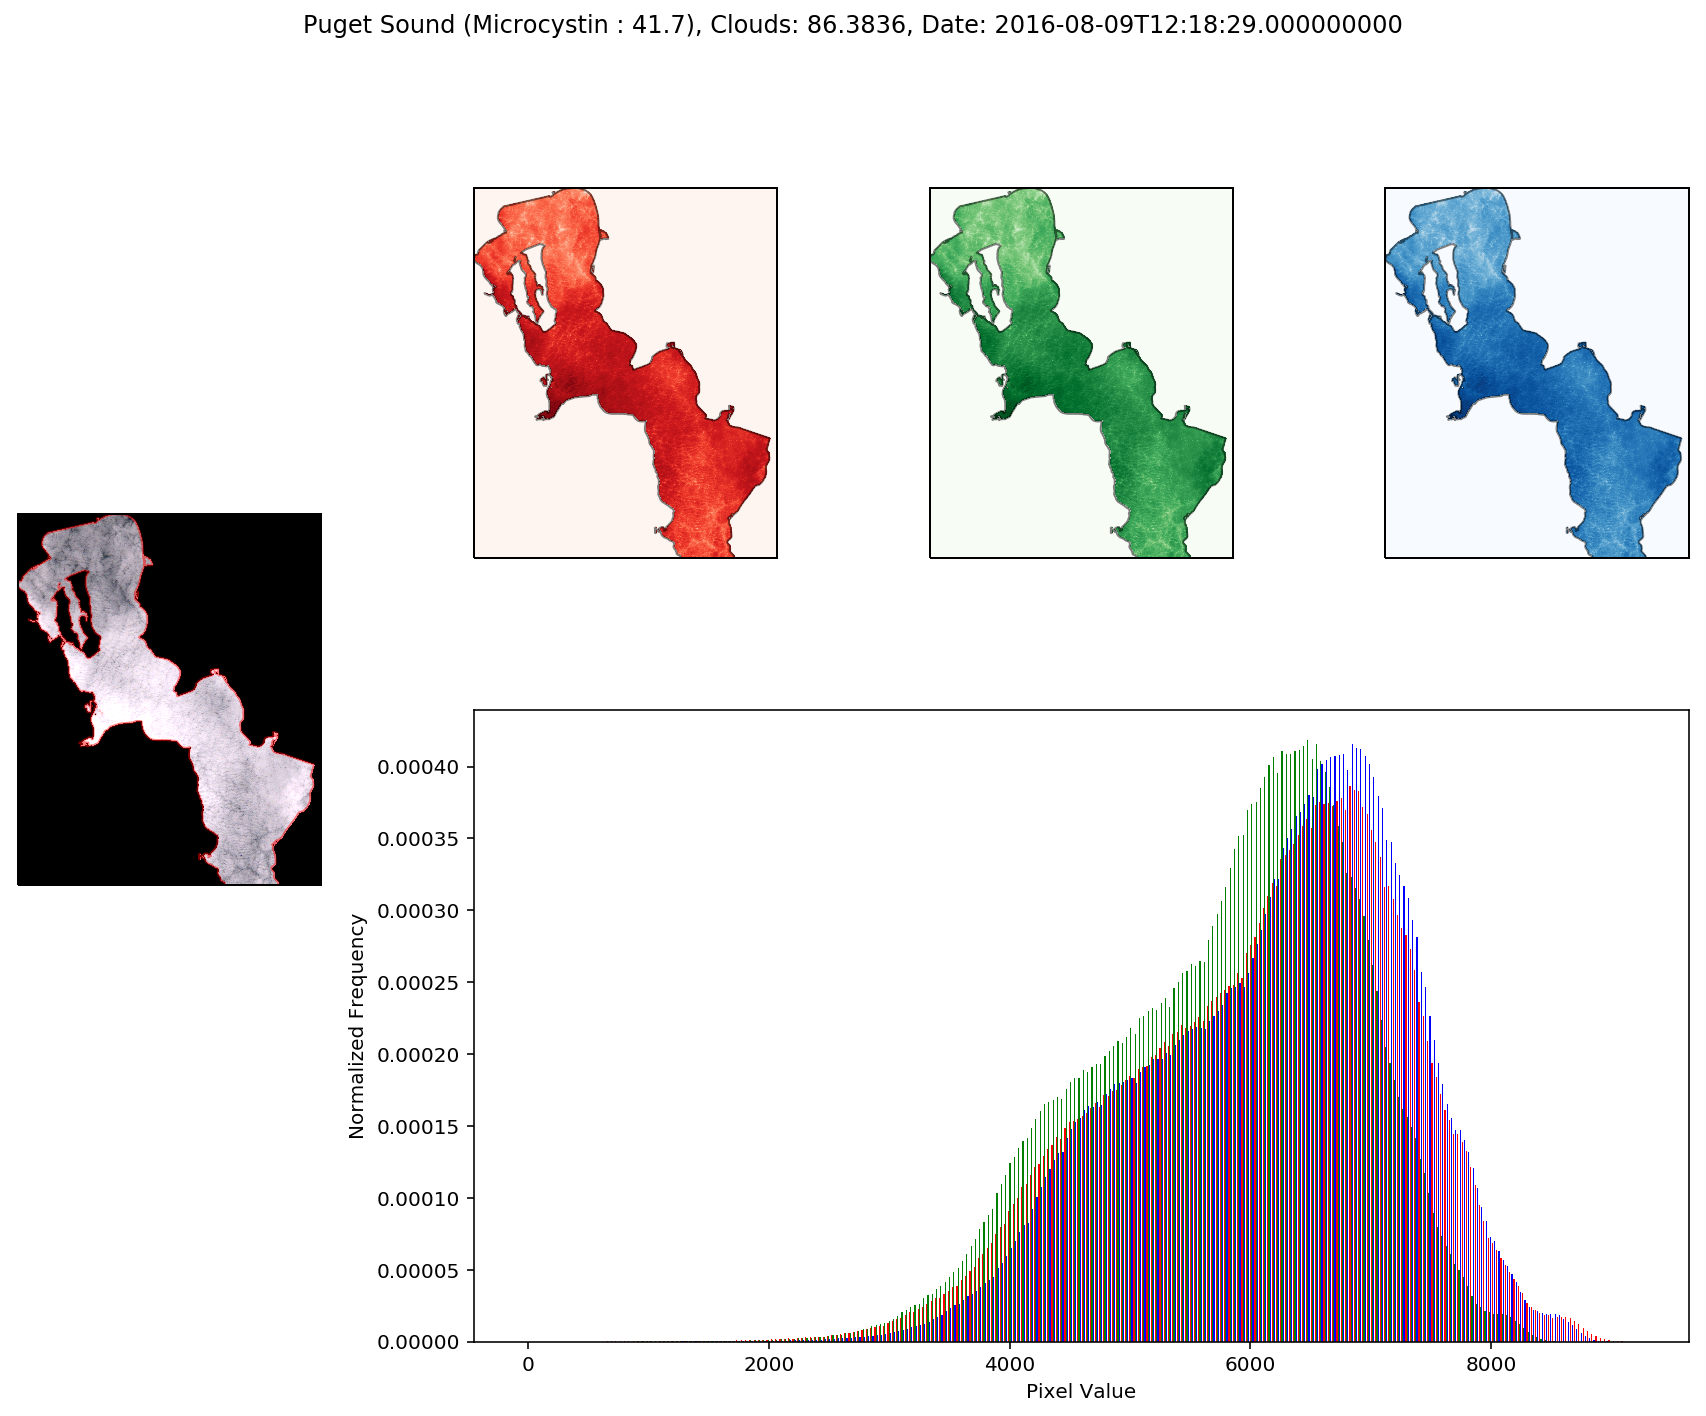 Puget Sound (Microcystin : 41.7), Clouds: 86.3836, Date: 2016-08-09T12:18:29.000000000
0.00040
0.00035
0.00030
0.00025
0.00020
0.00015
0.00010
0.00005
0.00000
Normalized Frequency
0 2000 4000 6000 8000
Pixel Value